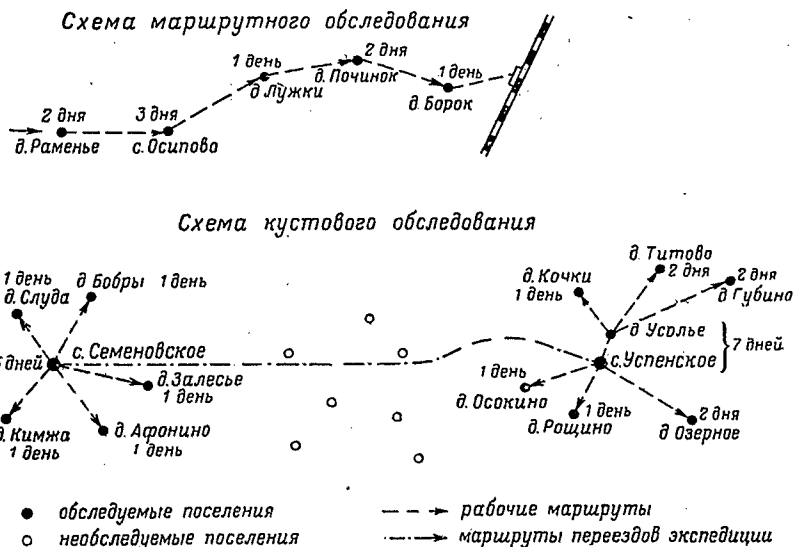 Схема маршрутного обследования
2 дня
1 день
д. Починок
1 день
д. Лужки
д. Борок
2 дня
3 дня
д. Раменье
с. Осипово
Схема кустового обследования
1 день
д. Слуда
д Бобры 1 день
д. Титово
2 дня
д. Кочки
1 день
2 дня
д Губино
д Усолье
с. Семеновское
с. Успенское
7 дней
дней
д. Залесье
1 день
1 день
д. Осокино
1 день
д. Рощино
2 дня
д Озерное
д. Кимжа
1 день
д. Афонино
1 день
обследуемые поселения
рабочие маршруты
необследуемые поселения
маршруты переездов экспедиции